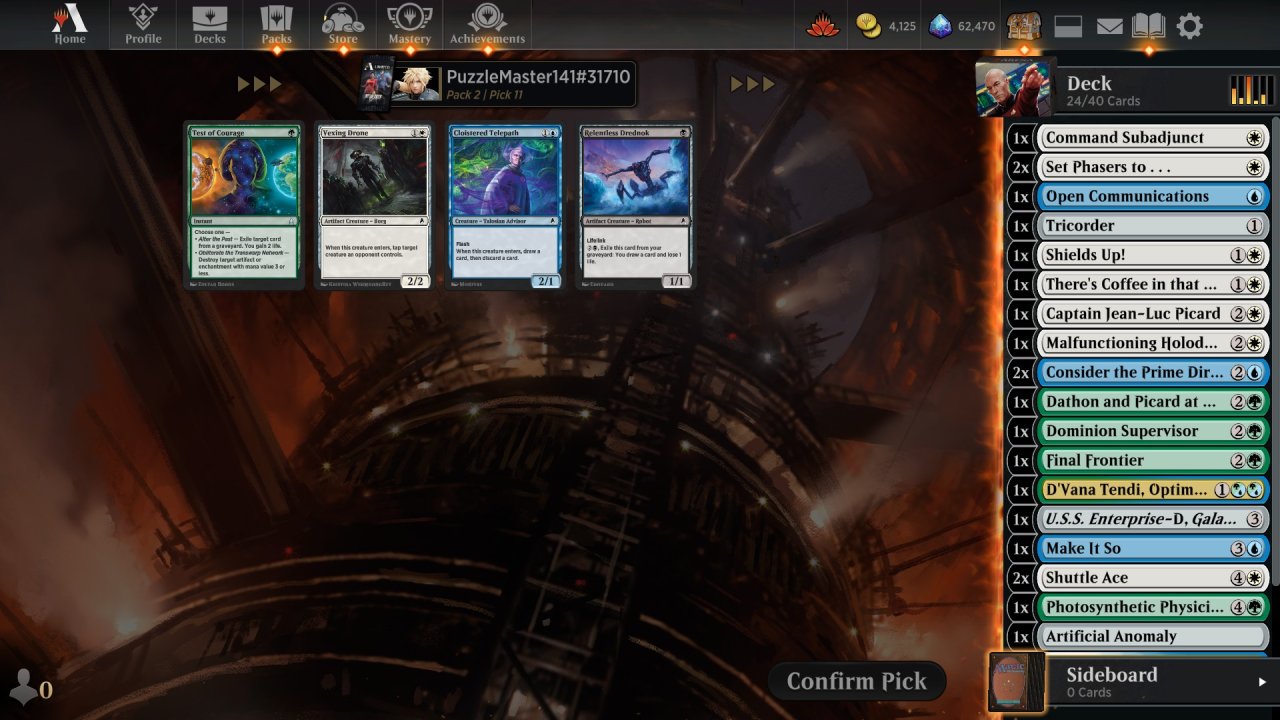 Home
Profile
Decks
Packs
Store
Mastery
Achievements
4,125
62,470
PuzzleMaster141#31710
Pack 2 | Pick 11
Deck
24/40 Cards
Test of Courage
Instant
Choose one —
• Alter the Past — Exile target card
from a graveyard. You gain 2 life.
• Obliterate the Transwarp Network —
Destroy target artifact or
enchantment with mana value 3 or
less.
Vexing Drone
1
Artifact Creature – Borg
When this creature enters, tap target
creature an opponent controls.
2/2
Cloistered Telepath
1
Creature – Talosian Advisor
Flash
When this creature enters, draw a
card, then discard a card.
2/1
Relentless Drednok
Artifact Creature – Robot
Lifelink
Exile this card from your
graveyard: You draw a card and lose 1
life.
1/1
1x Command Subadjunct
2x Set Phasers to . . .
1x Open Communications
1x Tricorder 1
1x Shields Up! 1
1x There's Coffee in that ... 1
1x Captain Jean-Luc Picard 2
1x Malfunctioning Holod... 2
2x Consider the Prime Dir... 2
1x Dathon and Picard at ... 2
1x Dominion Supervisor 2
1x Final Frontier 2
1x D'Vana Tendi, Optim... 1
1x U.S.S. Enterprise-D, Gala... 3
1x Make It So 3
2x Shuttle Ace 4
1x Photosynthetic Physici... 4
1x Artificial Anomaly
0
Confirm Pick
Sideboard
0 Cards